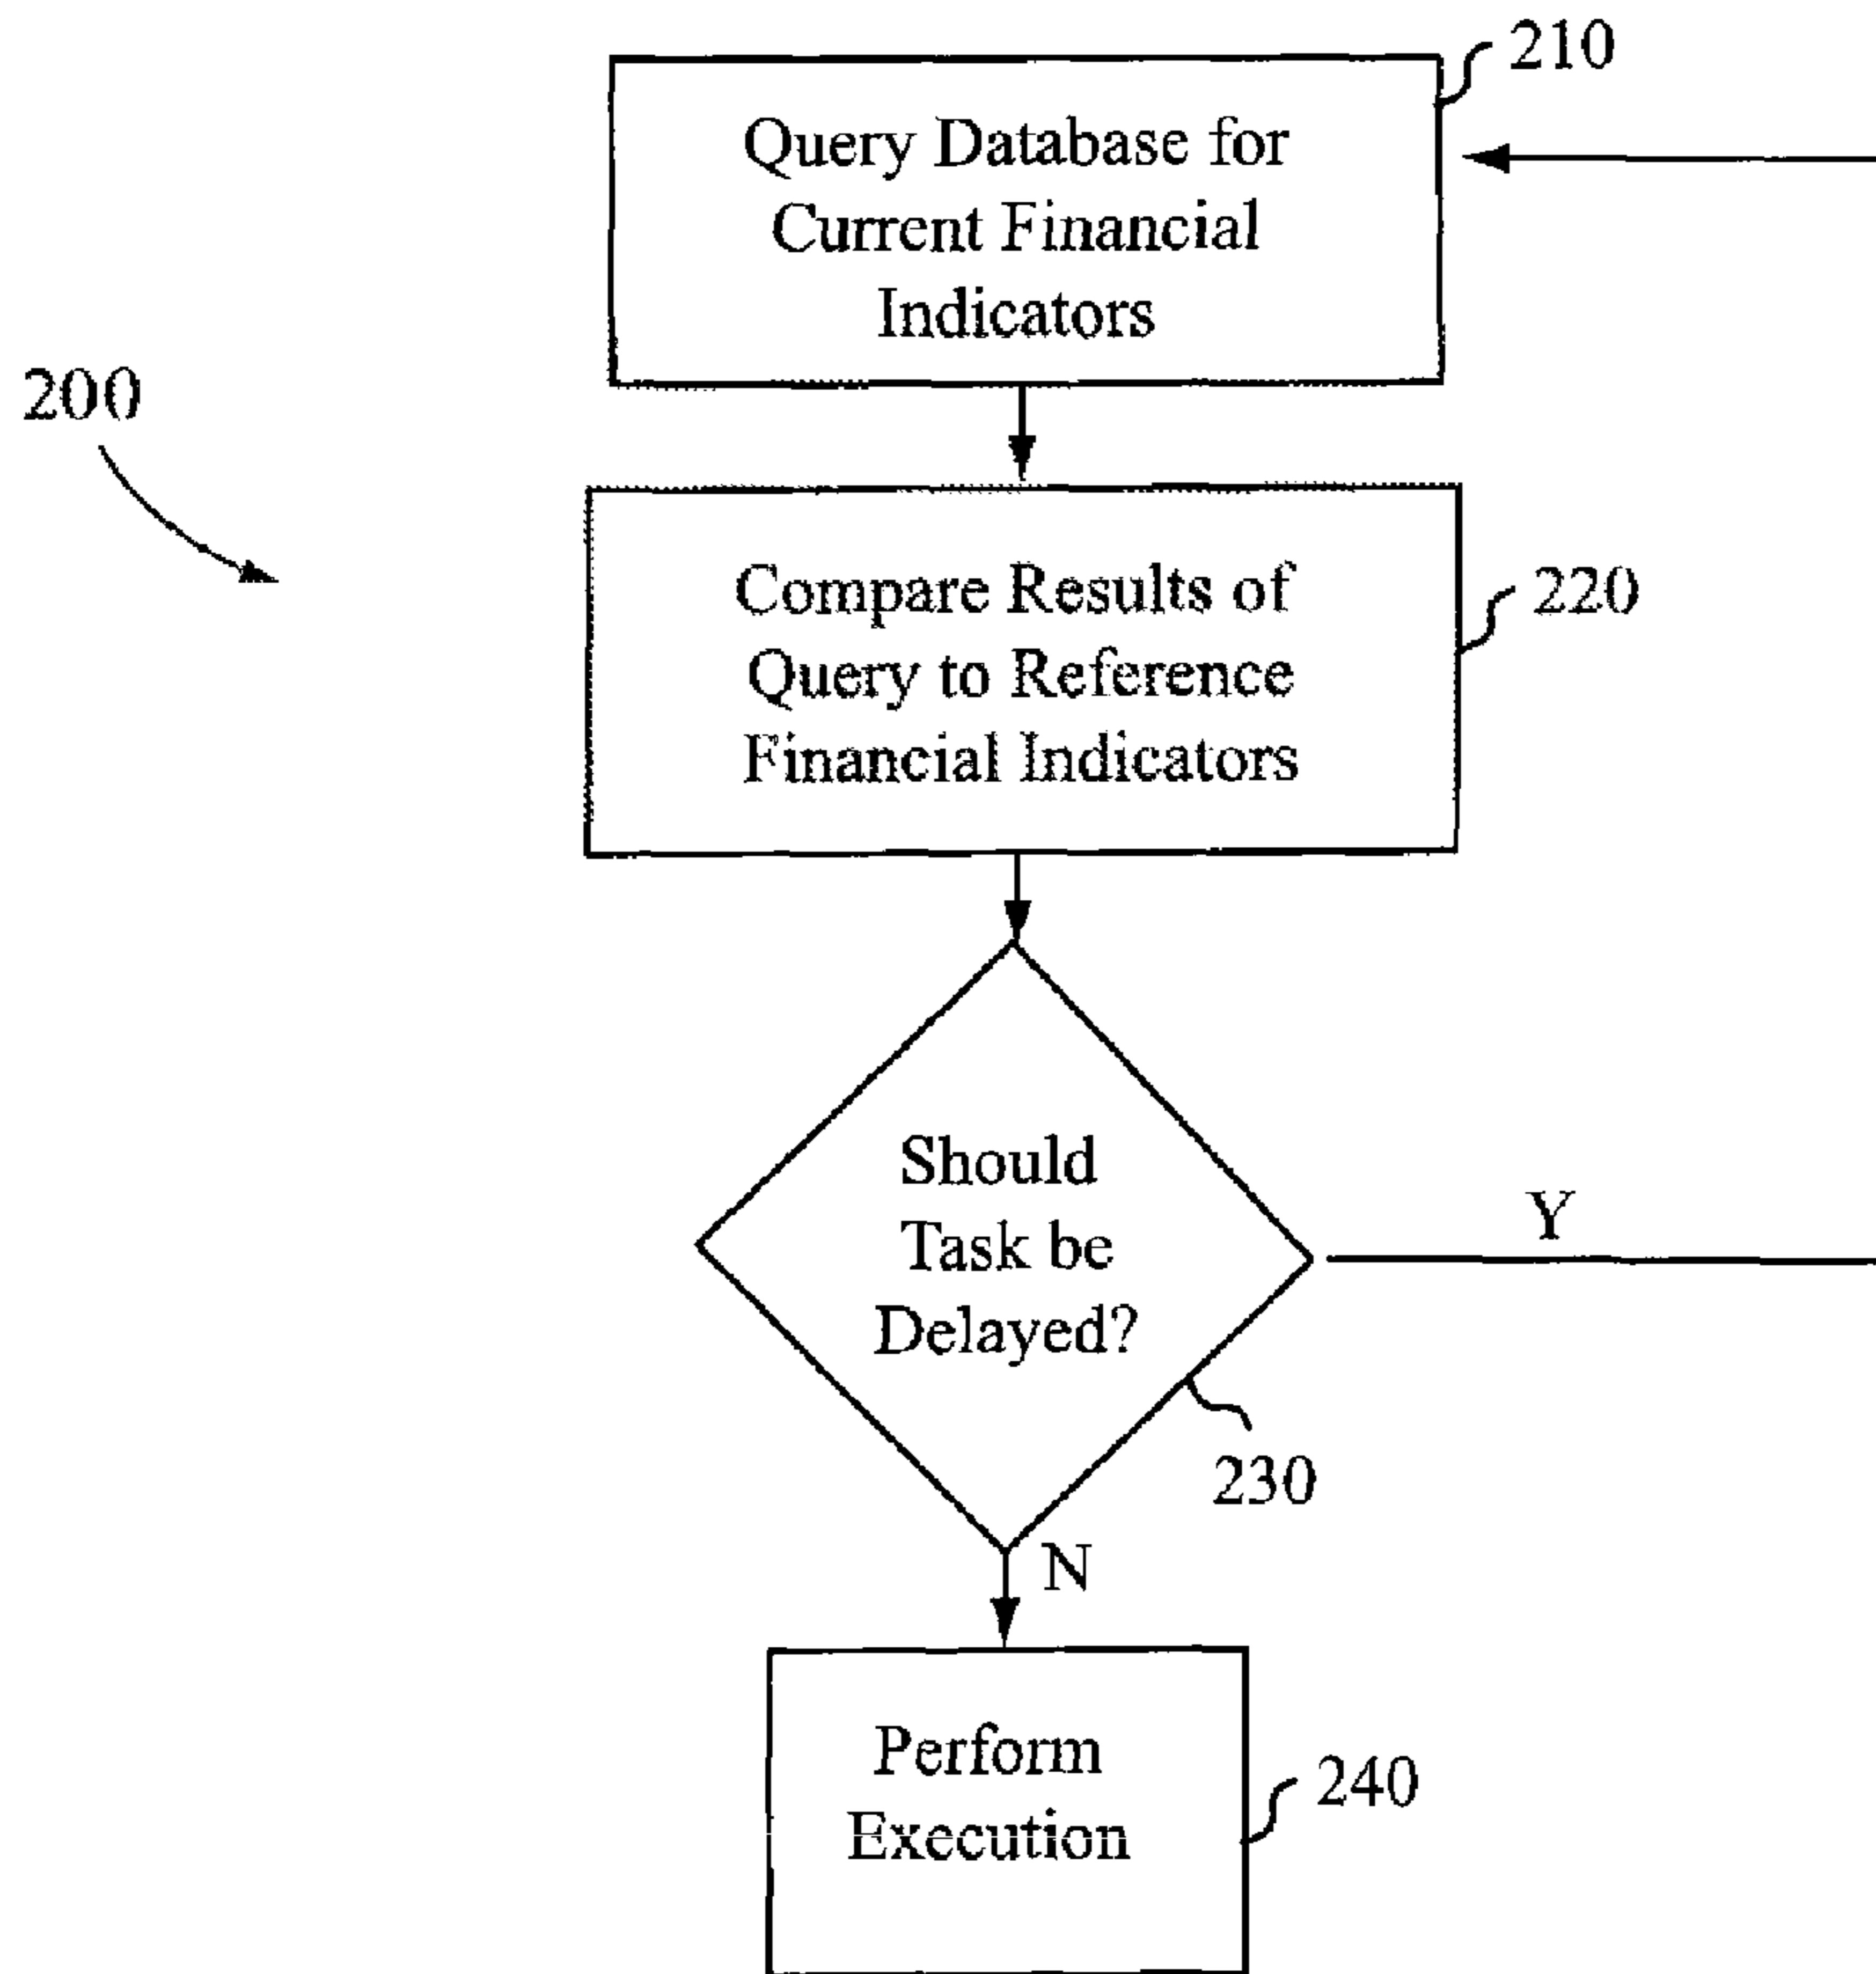 210
Query Database for
Current Financial
Indicators
200
Compare Results of
Query to Reference
Financial Indicators
220
Should
Task be
Delayed?
Y
230
N
Perform
Execution
240